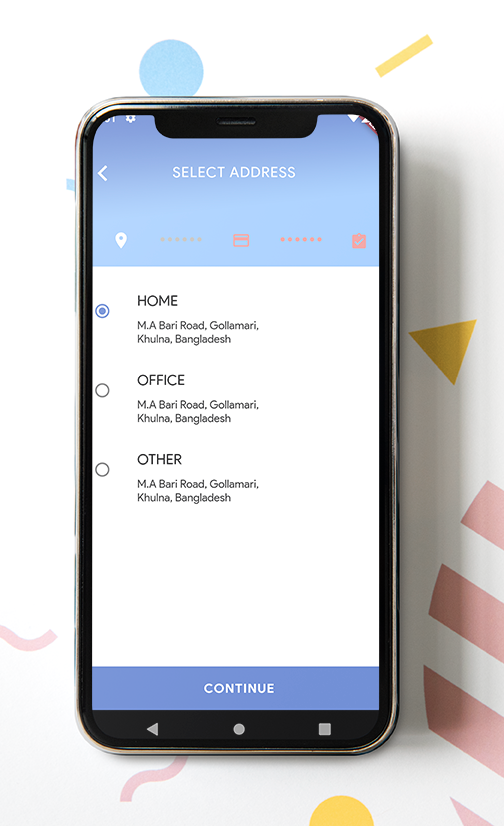 SELECT ADDRESS
HOME
M.A Bari Road, Gollamari,
Khulna, Bangladesh
OFFICE
M.A Bari Road, Gollamari,
Khulna, Bangladesh
OTHER
M.A Bari Road, Gollamari,
Khulna, Bangladesh
CONTINUE